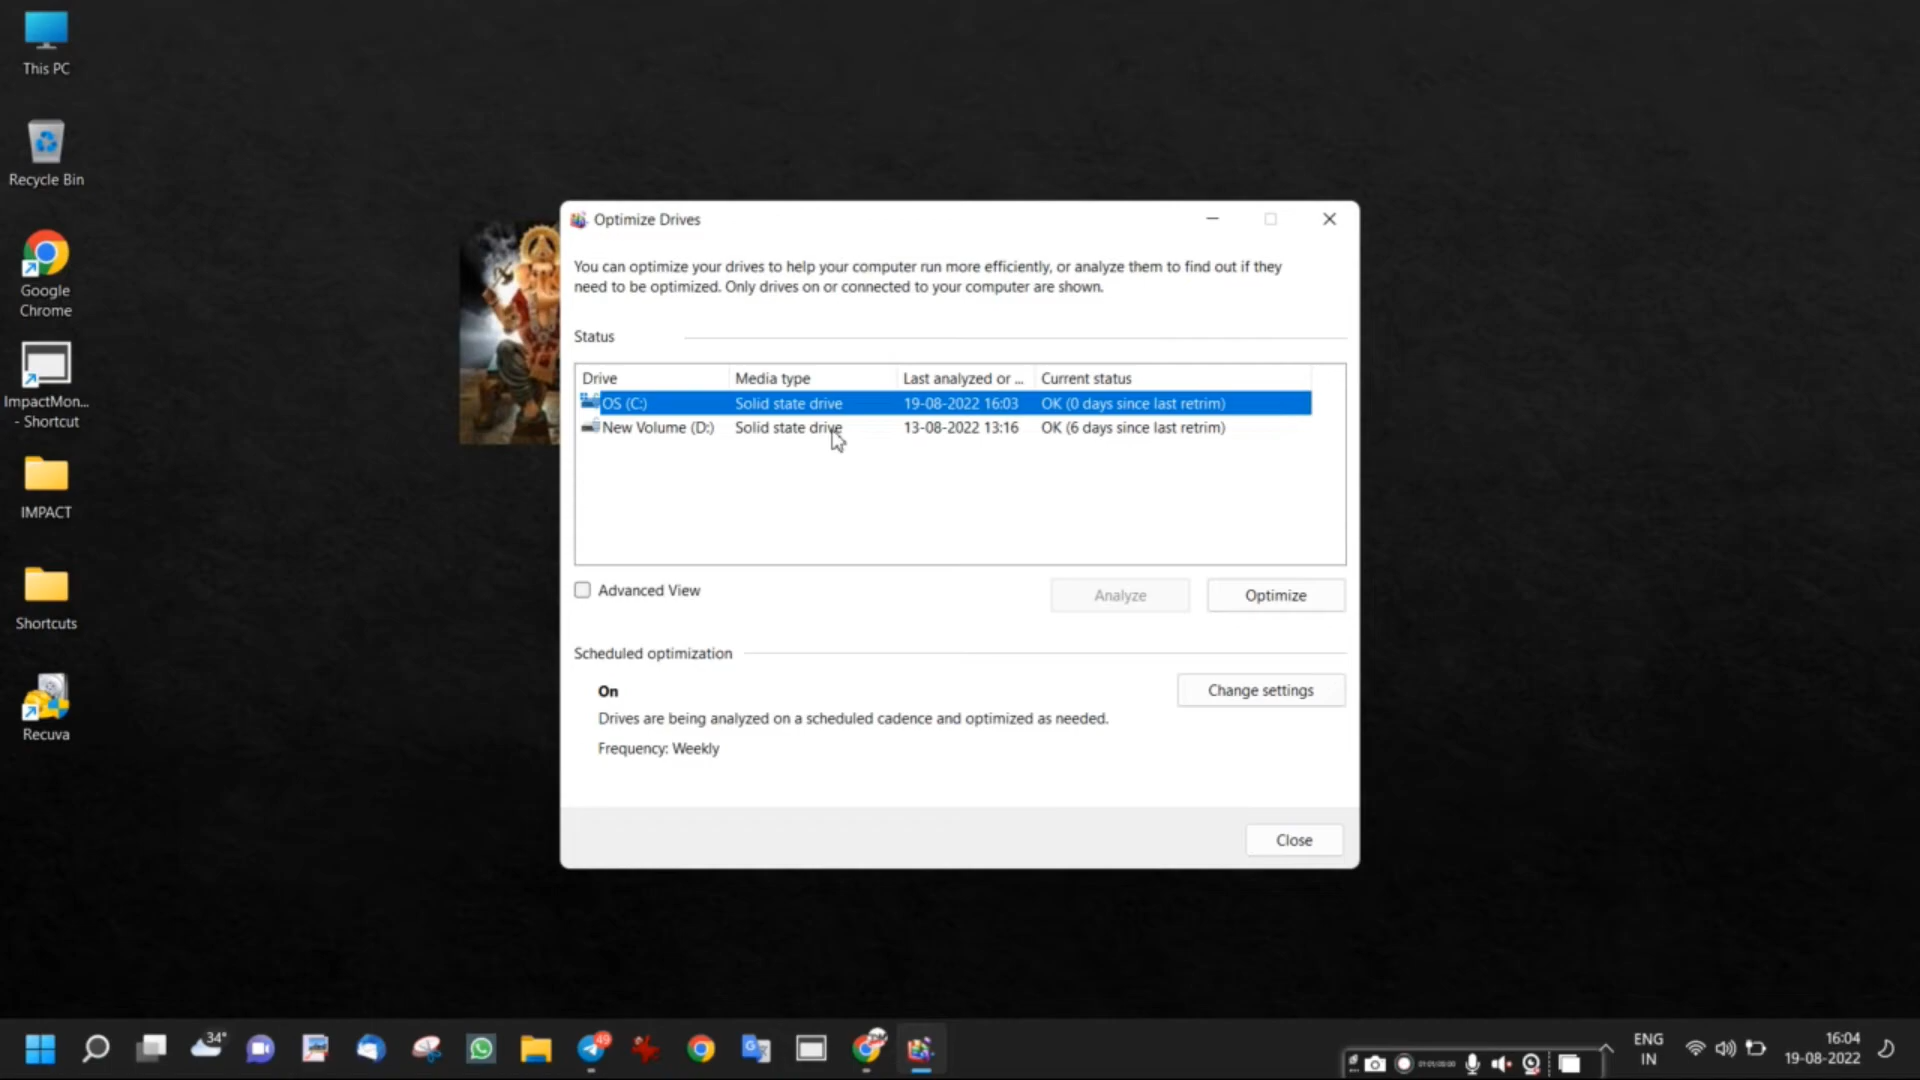 This PC
Recycle Bin
Google
Chrome
ImpactMon...
- Shortcut
IMPACT
Shortcuts
Recuva
Optimize Drives
You can optimize your drives to help your computer run more efficiently, or analyze them to find out if they
need to be optimized. Only drives on or connected to your computer are shown.
Status
Drive Media type Last analyzed or ... Current status
OS (C:) Solid state drive 19-08-2022 16:03 OK (0 days since last retrim)
New Volume (D:) Solid state drive 13-08-2022 13:16 OK (6 days since last retrim)
Advanced View
Analyze Optimize
Scheduled optimization
On
Change settings
Drives are being analyzed on a scheduled cadence and optimized as needed.
Frequency: Weekly
Close
34°
49
ENG
IN
16:04
19-08-2022